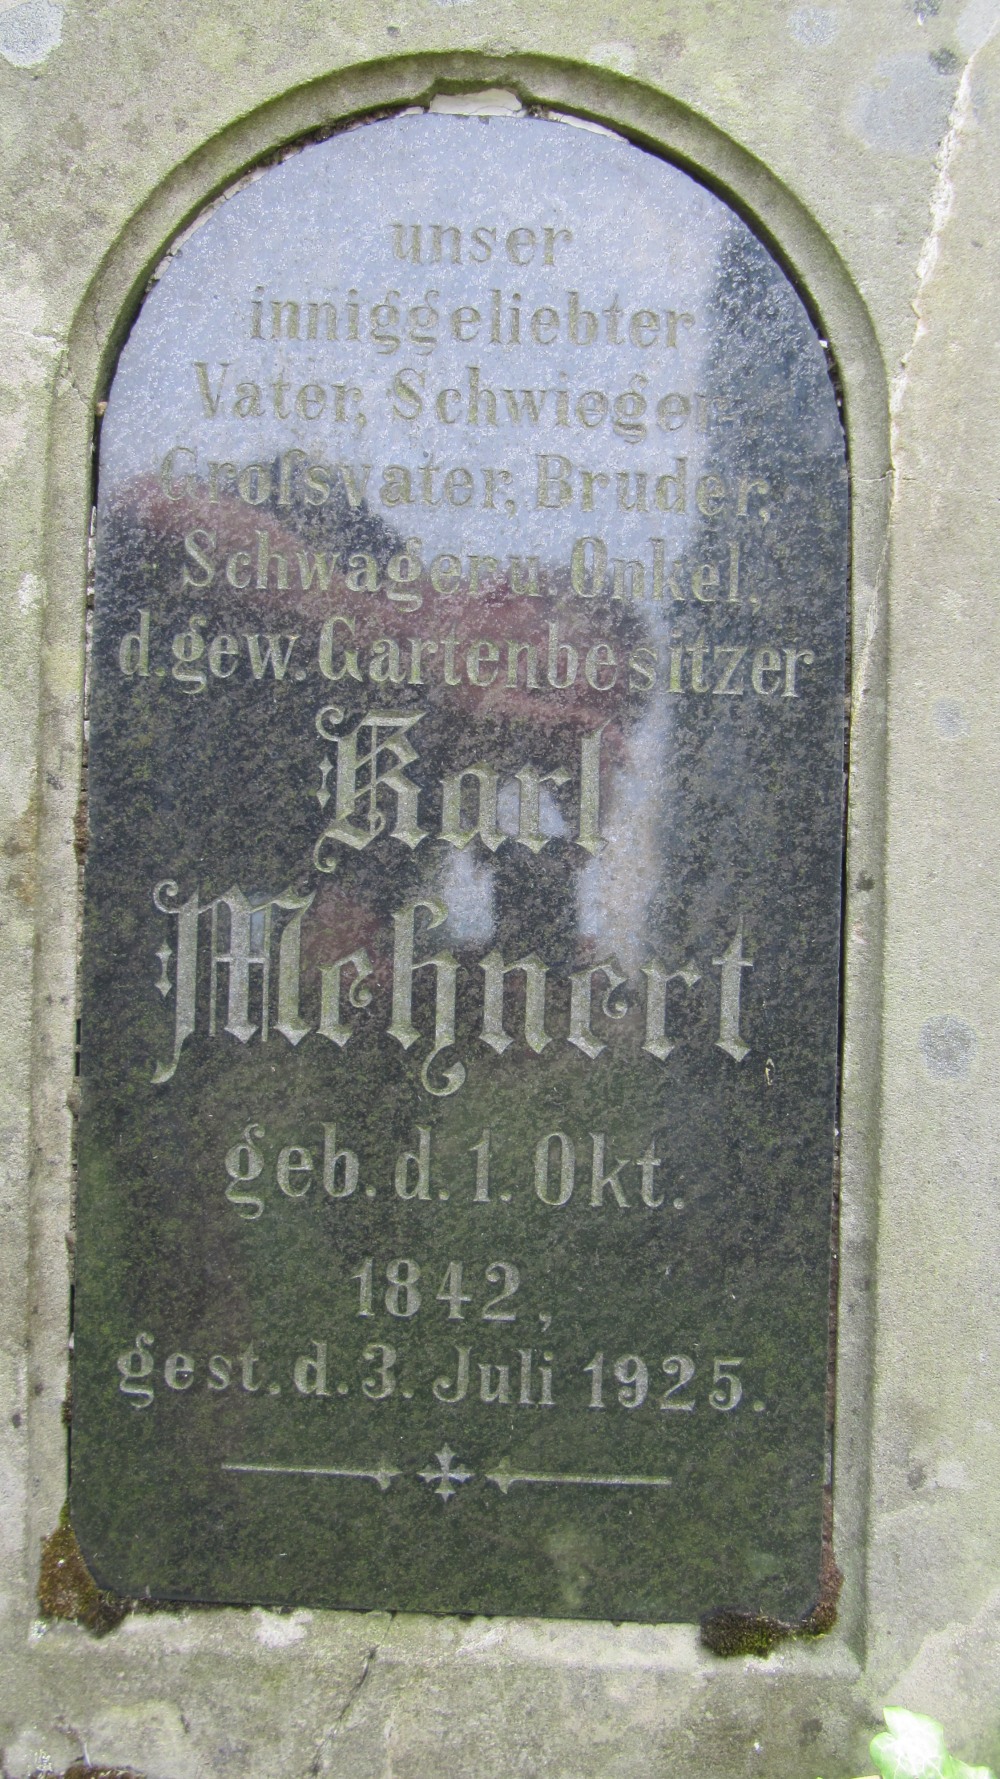 unser
inniggeliebter
Vater, Schwieger,
Grofsvater, Bruder,
Schwager u. Onkel,
d. gew. Gartenbesitzer
Karl
Mehnert
geb. d. 1. Okt.
1842,
gest. d. 3. Juli 1925.